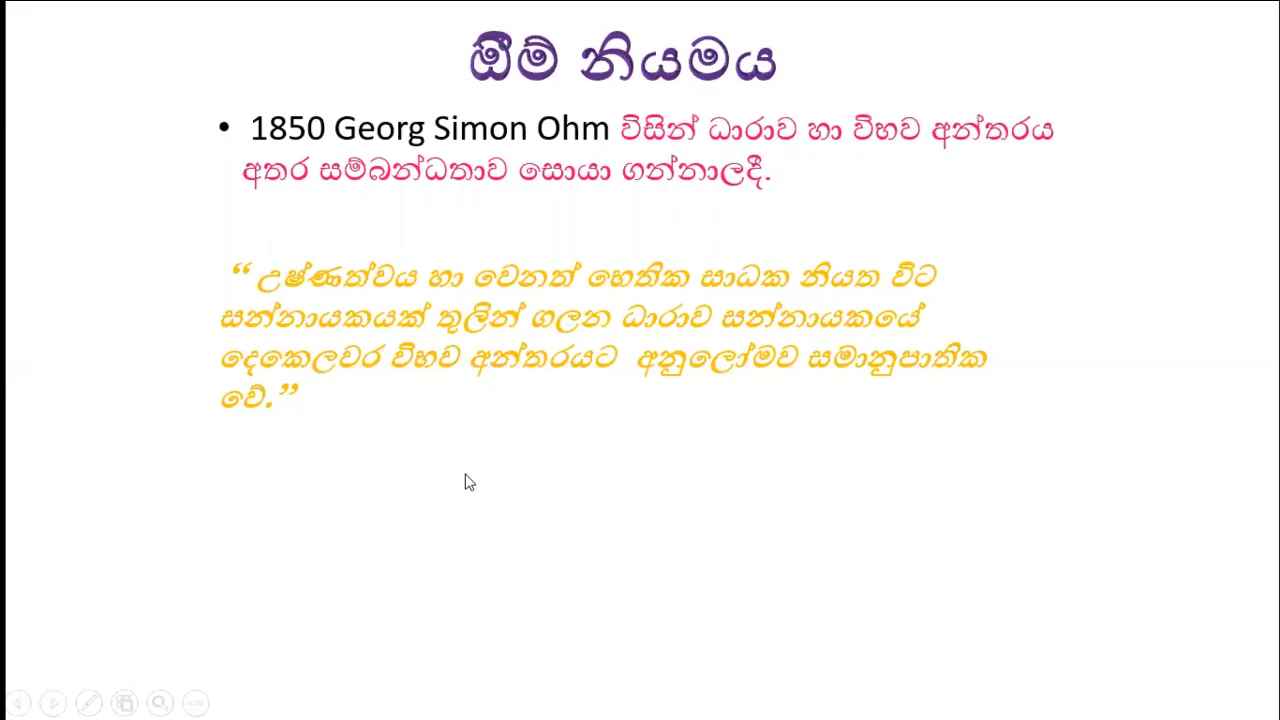 ඕම් නියමය
• 1850 Georg Simon Ohm විසින් ධාරාව හා විභව අන්තරය
අතර සම්බන්ධතාව සොයා ගන්නාලදී.
“ උෂ්ණත්වය හා වෙනත් භෙතික සාධක නියත විට
සන්නායකයක් තුලින් ගලන ධාරාව සන්නායකයේ
දෙකෙලවර විභව අන්තරයට අනුලෝමව සමානුපාතික
වේ.”